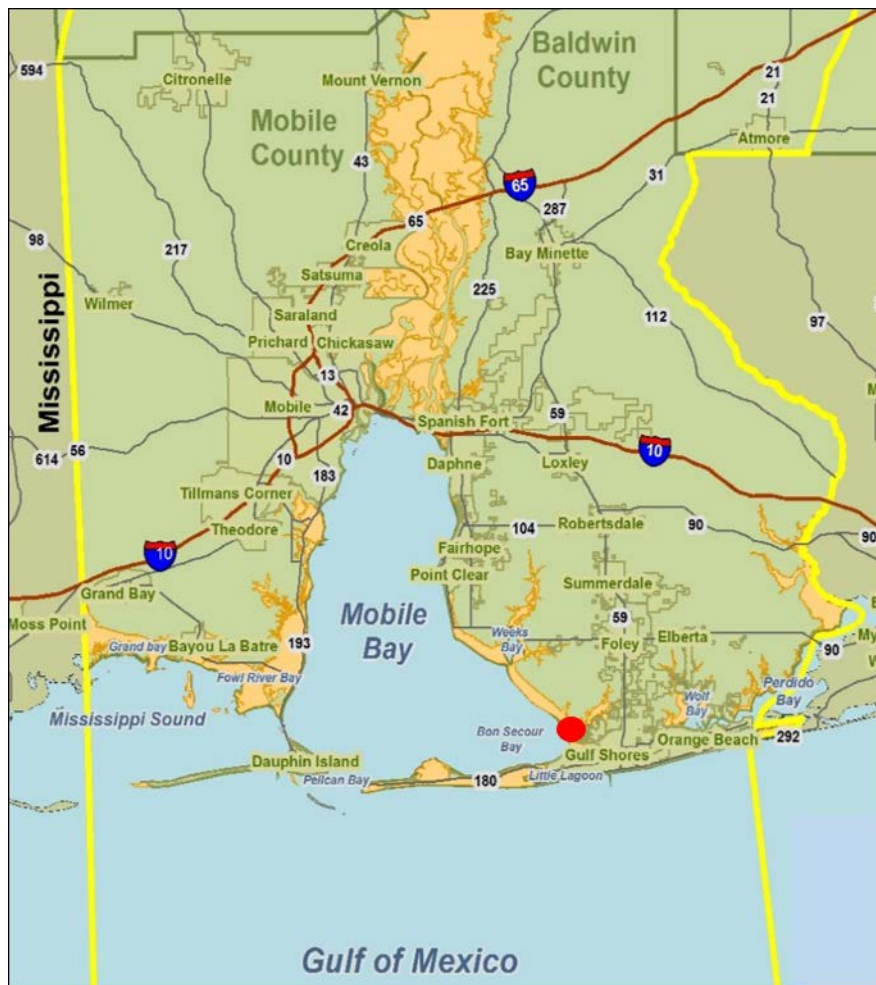 Baldwin
County
594
Citronelle
Mount Vernon
21
21
Atmore
Mobile
County
43
31
65
287
65
98
217
Creola
Bay Minette
Satsuma
225
Wilmer
Saraland
112
97
Mississippi
Prichard
Chickasaw
13
Mobile
42
Spanish Fort
59
614
56
10
183
Daphne
Loxley
10
Tillmans Corner
Theodore
104
Robertsdale
90
90
10
Fairhope
Point Clear
Summerdale
Grand Bay
Moss Point
Mobile
Bay
59
Weeks
Bay
Elberta
Grand bay
Bayou La Batre
193
Foley
90
My
Fowl River Bay
Wolf
Bay
Perdido
Bay
Mississippi Sound
Bon Secour
Bay
Orange Beach
292
Dauphin Island
Gulf Shores
Pelican Bay
180
Little Lagoon
Gulf of Mexico